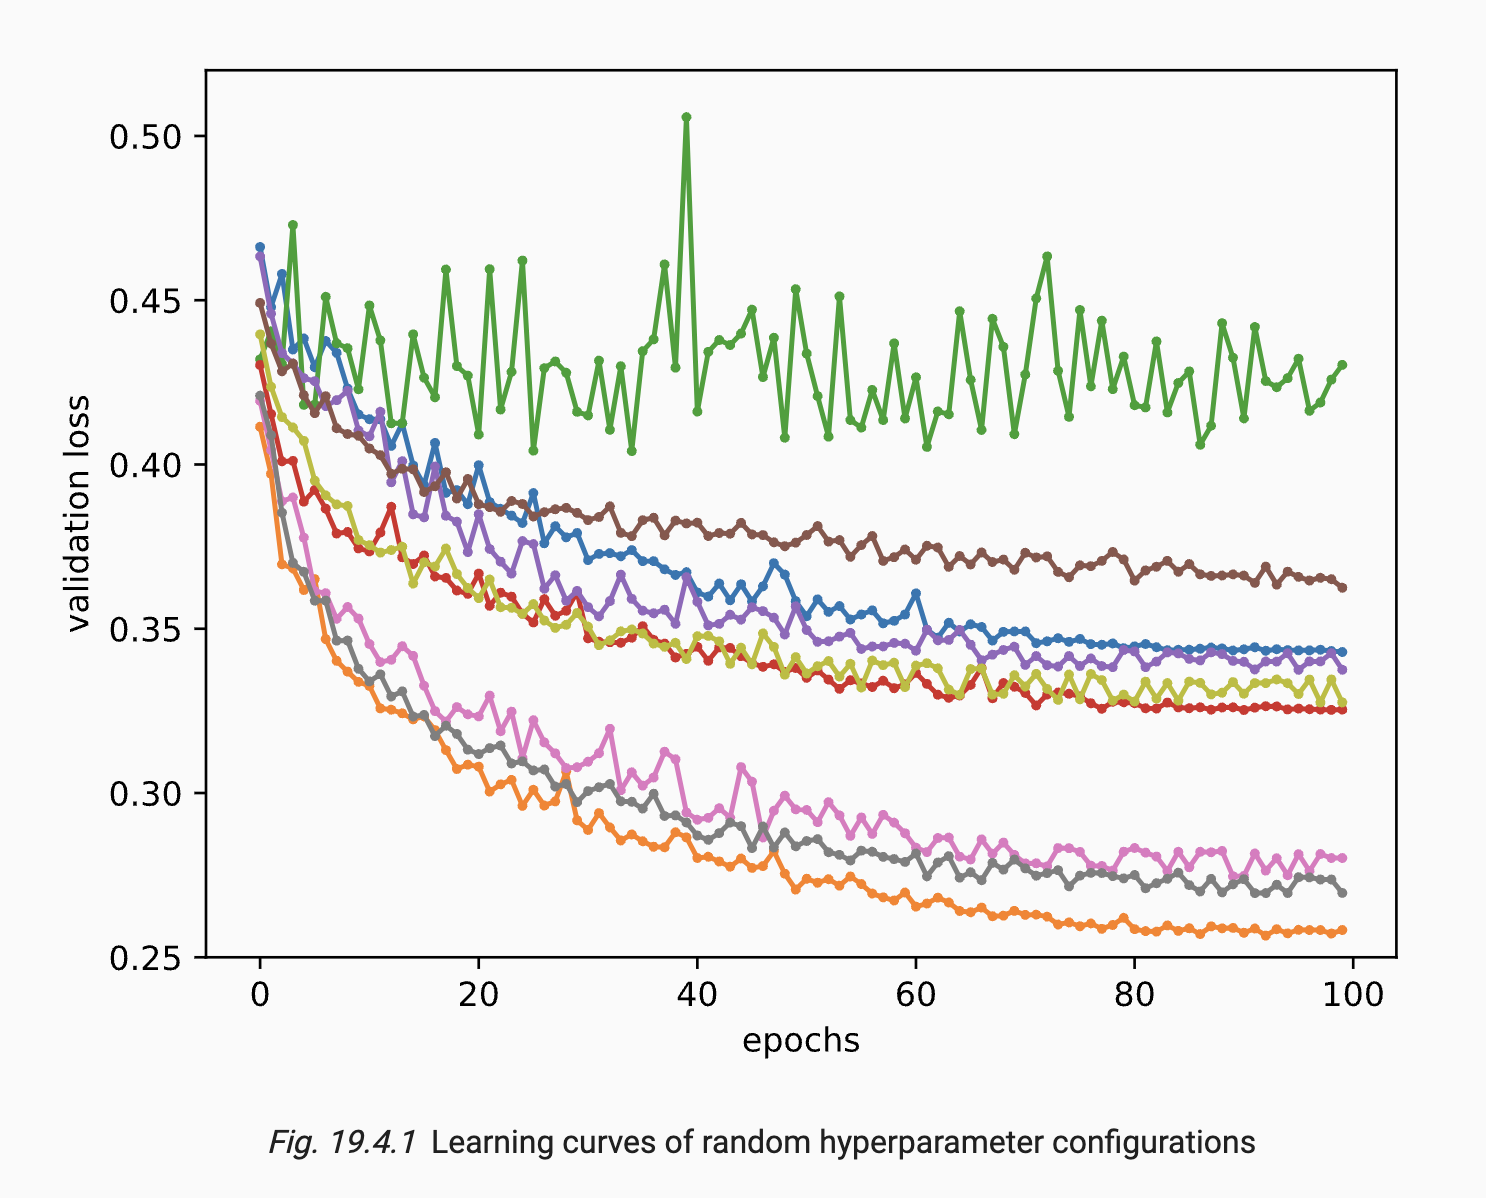 0.50
0.45
0.40
0.35
0.30
0.25
validation loss
0 20 40 60 80 100
epochs
Fig. 19.4.1 Learning curves of random hyperparameter configurations